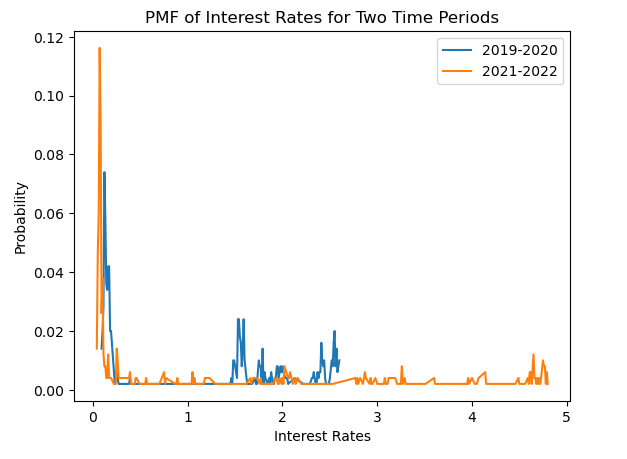 PMF of Interest Rates for Two Time Periods
0.12
0.10
0.08
0.06
0.04
0.02
0.00
Probability
2019-2020
2021-2022
0 1 2 3 4 5
Interest Rates